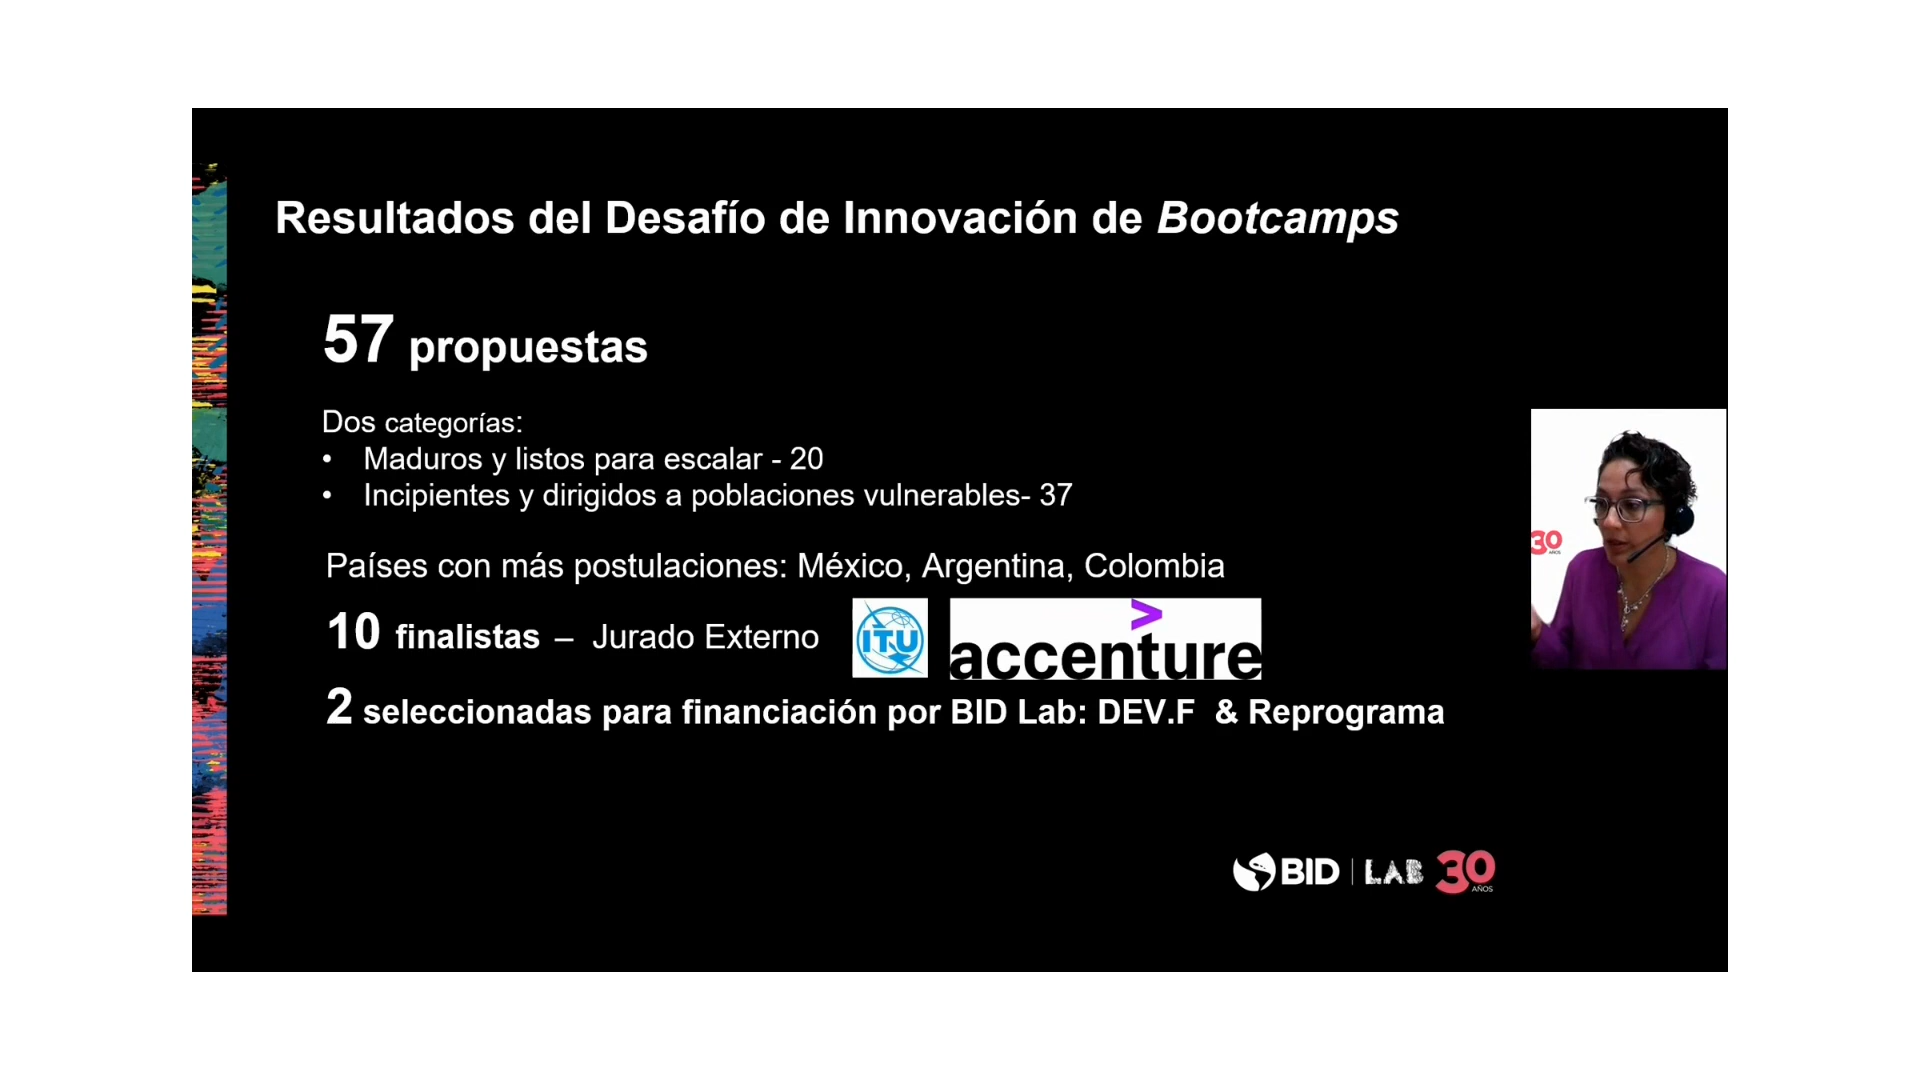 Resultados del Desafío de Innovación de Bootcamps
57 propuestas
Dos categorías:
• Maduros y listos para escalar - 20
• Incipientes y dirigidos a poblaciones vulnerables- 37
Países con más postulaciones: México, Argentina, Colombia
10 finalistas – Jurado Externo
ITU
accenture
2 seleccionadas para financiación por BID Lab: DEV.F & Reprograma
30
AÑOS
BID | LAB 30
AÑOS